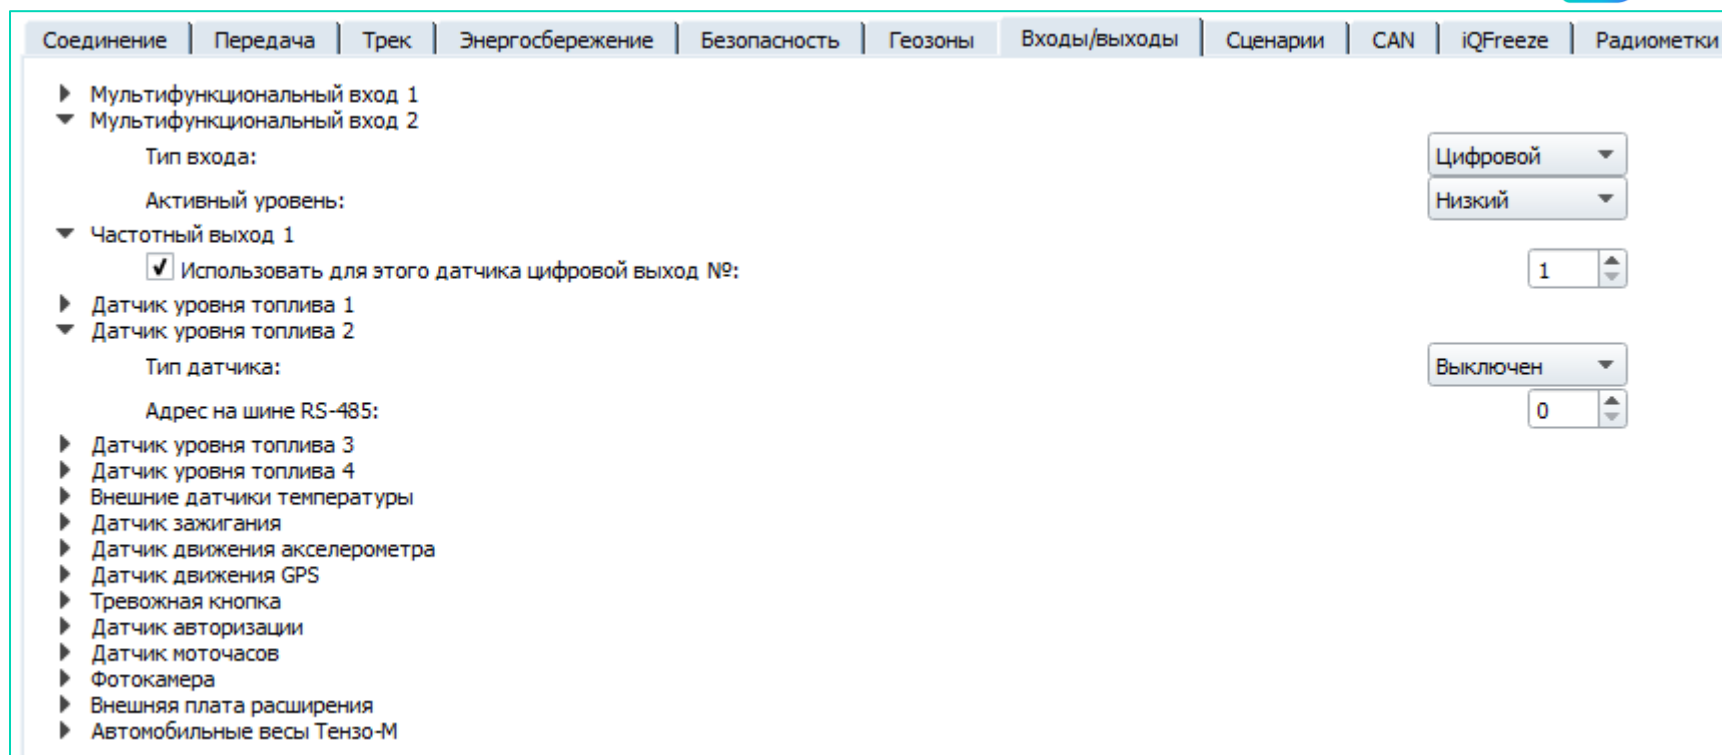 Соединение Передача Трек Энергосбережение Безопасность Геозоны Входы/выходы Сценарии CAN iQFreeze Радиометки
Мультифункциональный вход 1
Мультифункциональный вход 2
Тип входа: Цифровой
Активный уровень: Низкий
Частотный выход 1
Использовать для этого датчика цифровой выход №: 1
Датчик уровня топлива 1
Датчик уровня топлива 2
Тип датчика: Выключен
Адрес на шине RS-485: 0
Датчик уровня топлива 3
Датчик уровня топлива 4
Внешние датчики температуры
Датчик зажигания
Датчик движения акселерометра
Датчик движения GPS
Тревожная кнопка
Датчик авторизации
Датчик моточасов
Фотокамера
Внешняя плата расширения
Автомобильные весы Тензо-М